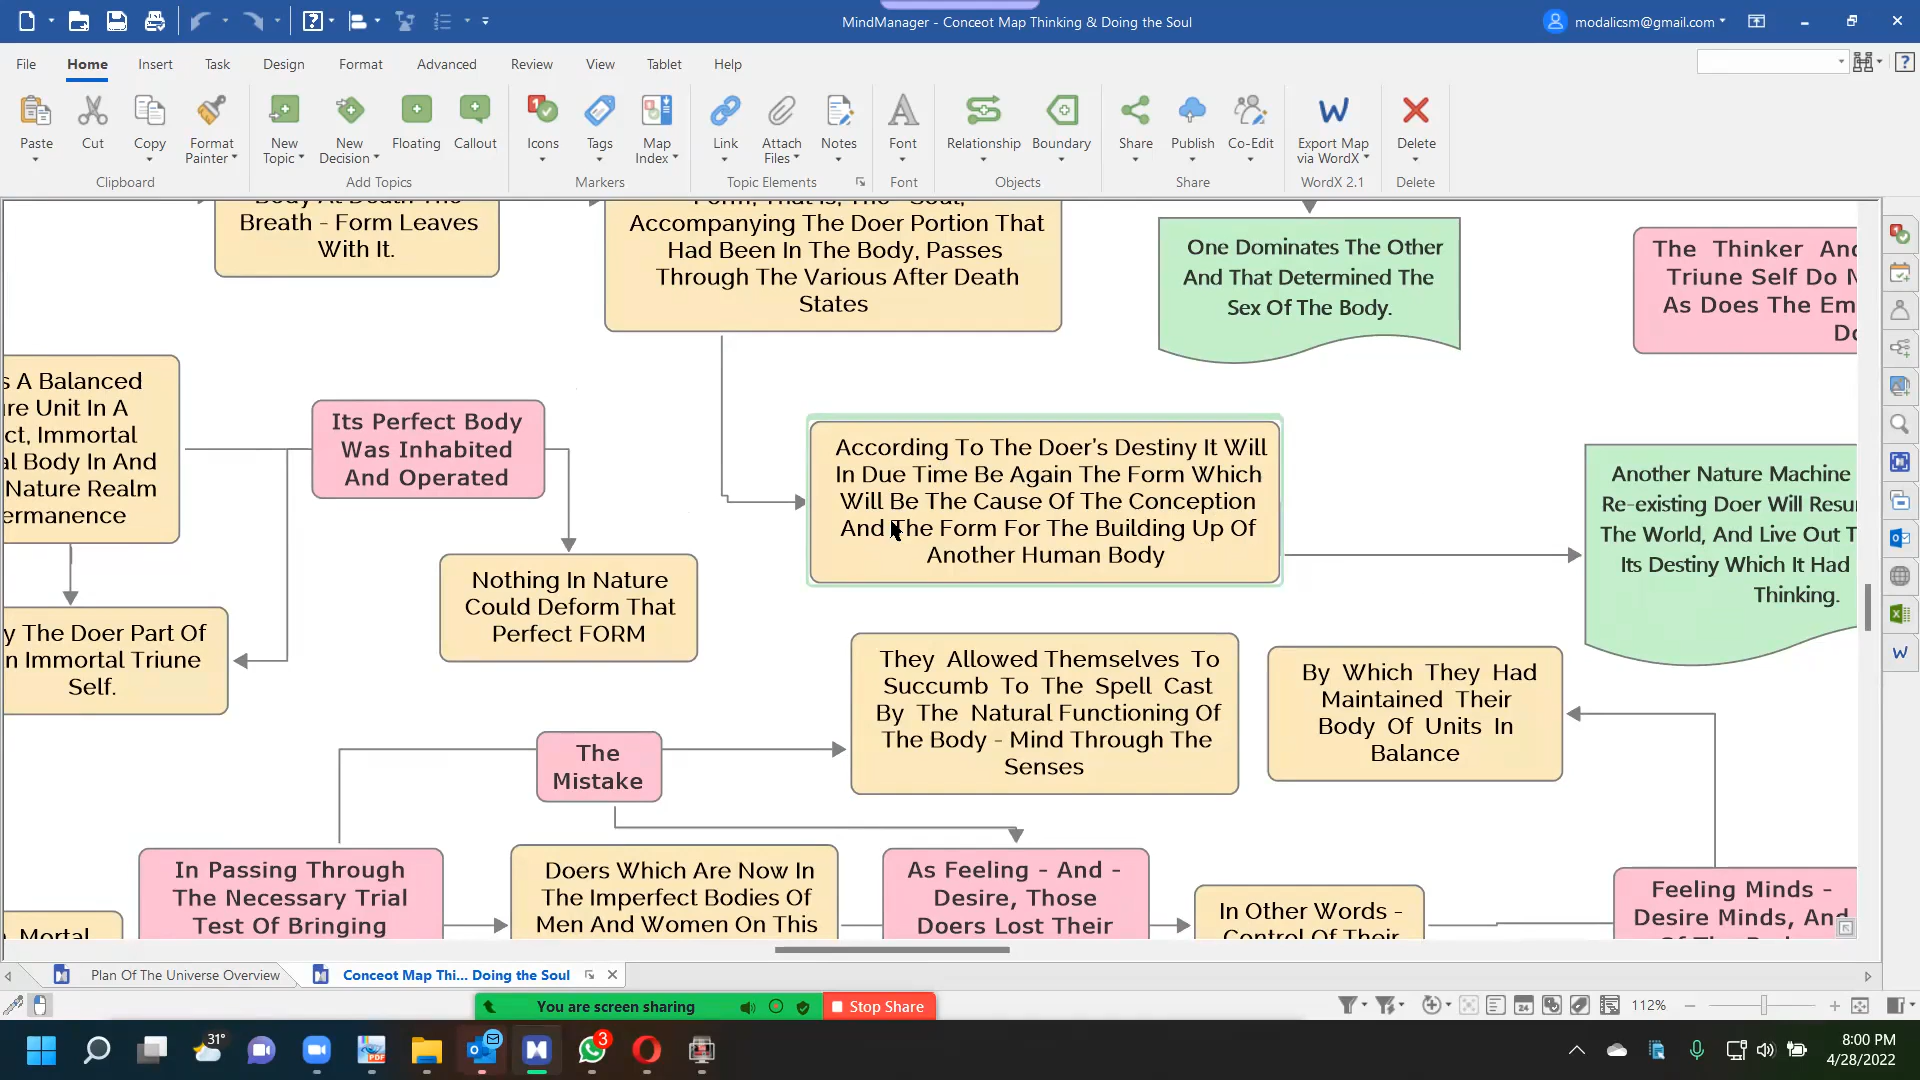 MindManager - Conceot Map Thinking & Doing the Soul
modalicsm@gmail.com
File
Home
Insert
Task
Design
Format
Advanced
Review
View
Tablet
Help
Paste
Cut
Copy
Format
Painter
Clipboard
New
Topic
New
Decision
Floating
Callout
Add Topics
Icons
Tags
Map
Index
Markers
Link
Attach
Files
Notes
Topic Elements
Font
Font
Relationship
Boundary
Objects
Share
Publish
Co-Edit
Share
Export Map
via WordX
WordX 2.1
Delete
Delete
Body At Death The
Breath - Form Leaves
With It.
Form, That Is, The "Soul,"
Accompanying The Doer Portion That
Had Been In The Body, Passes
Through The Various After Death
States
One Dominates The Other
And That Determined The
Sex Of The Body.
The Thinker And
Triune Self Do
As Does The Em
Do
s A Balanced
re Unit In A
ct, Immortal
al Body In And
Nature Realm
ermanence
Its Perfect Body
Was Inhabited
And Operated
According To The Doer's Destiny It Will
In Due Time Be Again The Form Which
Will Be The Cause Of The Conception
And The Form For The Building Up Of
Another Human Body
Another Nature Machine
Re-existing Doer Will Resu
The World, And Live Out T
Its Destiny Which It Had
Thinking.
Nothing In Nature
Could Deform That
Perfect FORM
y The Doer Part Of
n Immortal Triune
Self.
They Allowed Themselves To
Succumb To The Spell Cast
By The Natural Functioning Of
The Body - Mind Through The
Senses
By Which They Had
Maintained Their
Body Of Units In
Balance
The
Mistake
In Passing Through
The Necessary Trial
Test Of Bringing
Doers Which Are Now In
The Imperfect Bodies Of
Men And Women On This
As Feeling - And -
Desire, Those
Doers Lost Their
In Other Words -
Control Of Their
Feeling Minds -
Desire Minds, And
Mortal
Plan Of The Universe Overview
Conceot Map Thi... Doing the Soul
You are screen sharing
Stop Share
112%
31°
3
8:00 PM
4/28/2022